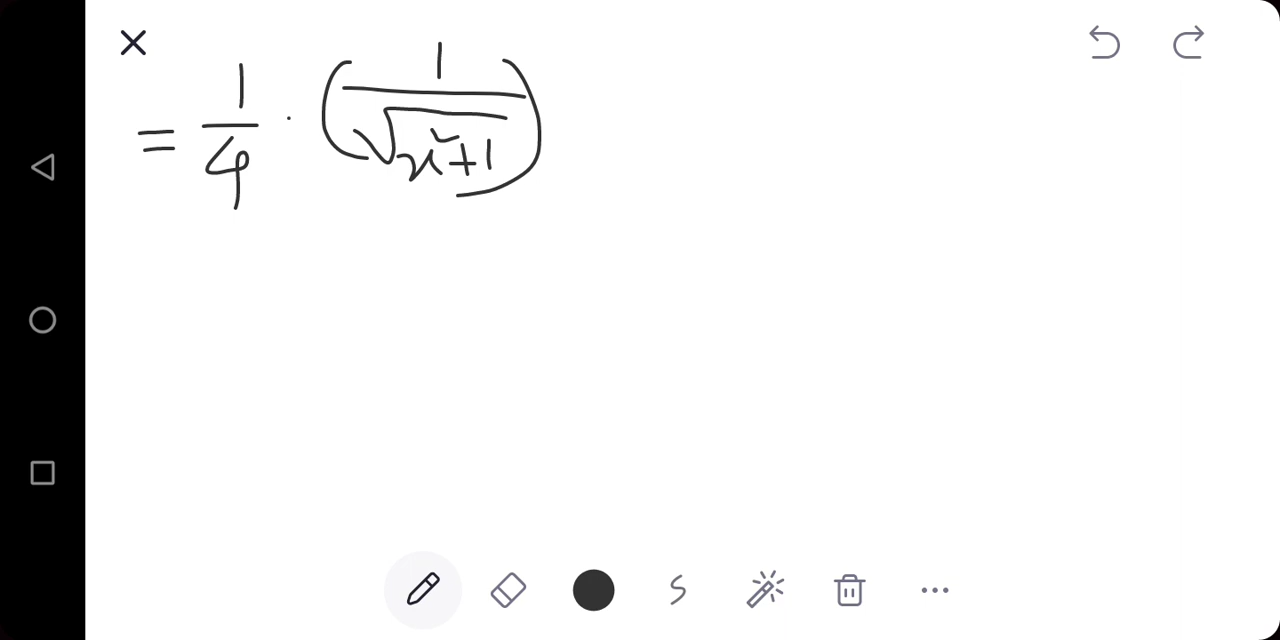 = 1/4 · (1/√(x²+1))